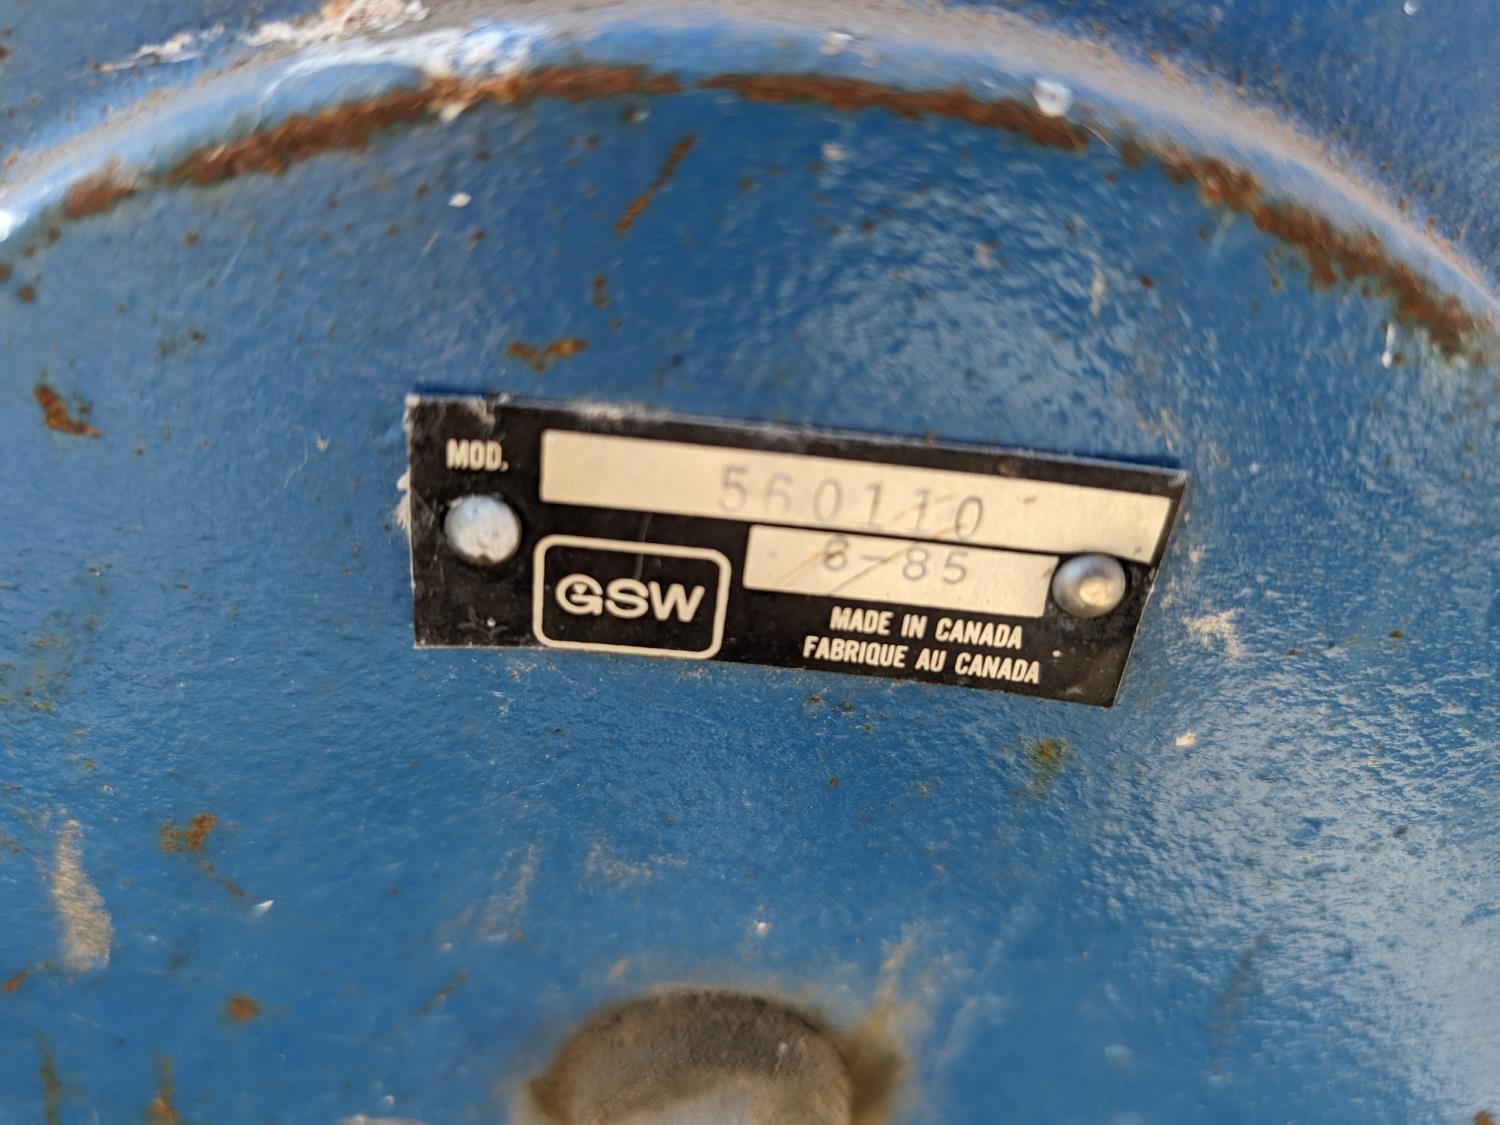 MOD. 560110
6-85
GSW
MADE IN CANADA
FABRIQUE AU CANADA